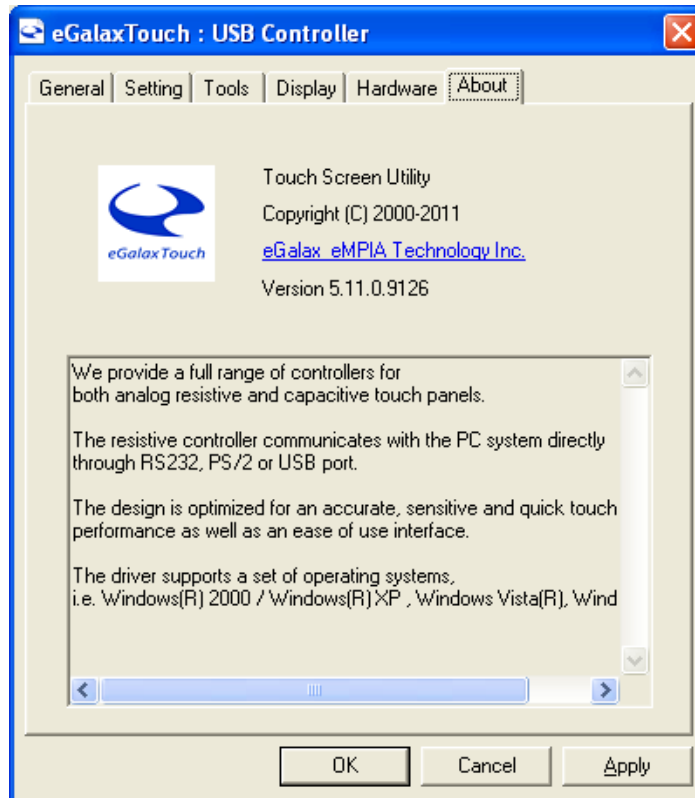 eGalaxTouch : USB Controller
General Setting Tools Display Hardware About
Touch Screen Utility
Copyright (C) 2000-2011
eGalax_eMPIA Technology Inc.
Version 5.11.0.9126
eGalaxTouch
We provide a full range of controllers for
both analog resistive and capacitive touch panels.
The resistive controller communicates with the PC system directly
through RS232, PS/2 or USB port.
The design is optimized for an accurate, sensitive and quick touch
performance as well as an ease of use interface.
The driver supports a set of operating systems,
i.e. Windows(R) 2000 / Windows(R) XP , Windows Vista(R), Wind
OK Cancel Apply